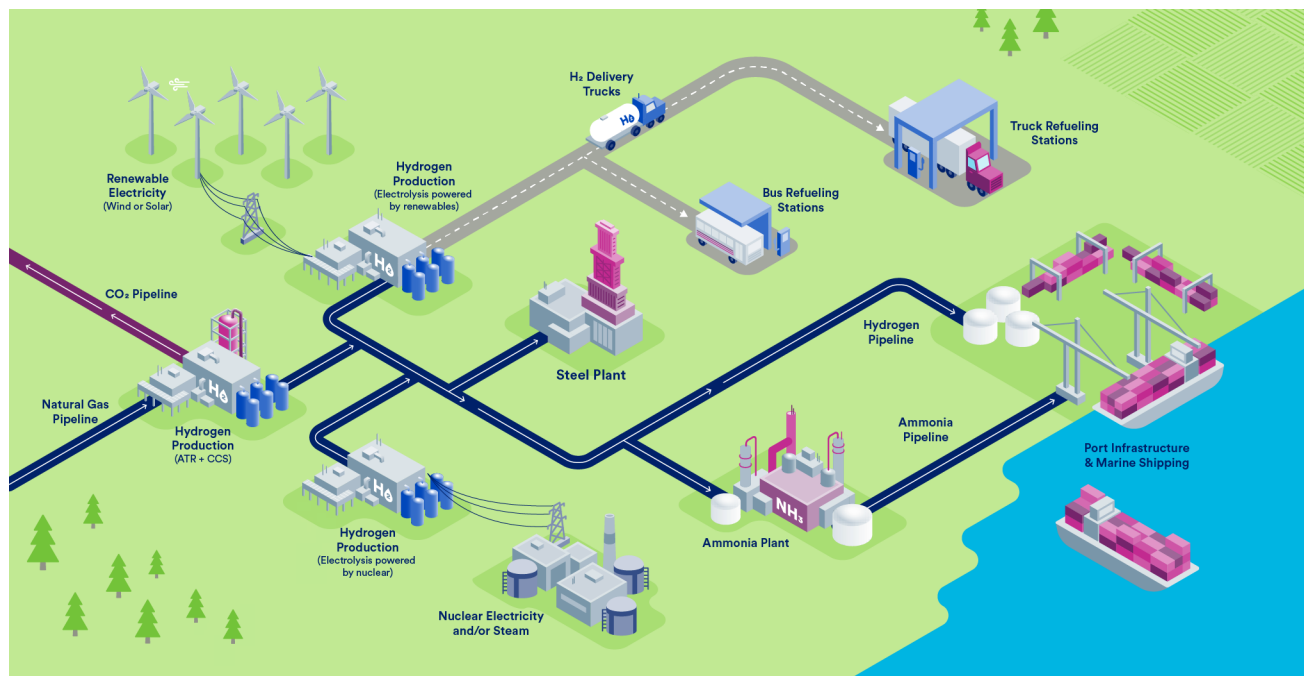 H₂ Delivery
Trucks
Truck Refueling
Stations
Renewable
Electricity
(Wind or Solar)
Hydrogen
Production
(Electrolysis powered
by renewables)
Bus Refueling
Stations
H
CO₂ Pipeline
Hydrogen
Pipeline
Steel Plant
Natural Gas
Pipeline
H
Hydrogen
Production
(ATR + CCS)
Ammonia
Pipeline
Port Infrastructure
& Marine Shipping
H
NH₃
Hydrogen
Production
(Electrolysis powered
by nuclear)
Ammonia Plant
Nuclear Electricity
and/or Steam
H